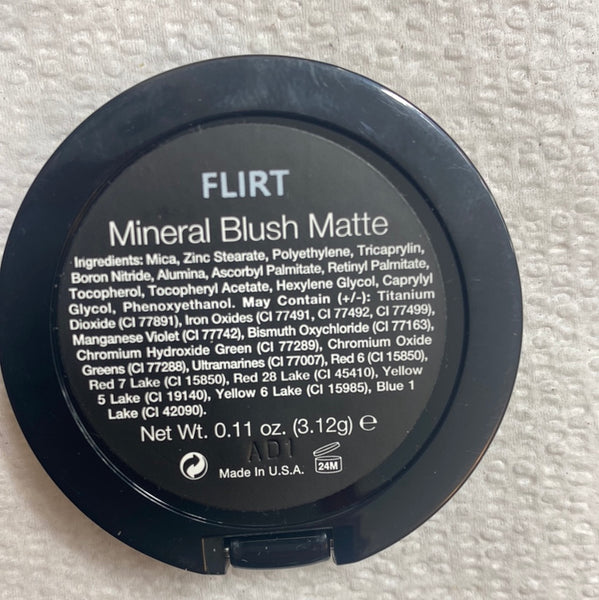 FLIRT
Mineral Blush Matte
Ingredients: Mica, Zinc Stearate, Polyethylene, Tricaprylin,
Boron Nitride, Alumina, Ascorbyl Palmitate, Retinyl Palmitate,
Tocopherol, Tocopheryl Acetate, Hexylene Glycol, Caprylyl
Glycol, Phenoxyethanol. May Contain (+/-): Titanium
Dioxide (CI 77891), Iron Oxides (CI 77491, CI 77492, CI 77499),
Manganese Violet (CI 77742), Bismuth Oxychloride (CI 77163),
Chromium Hydroxide Green (CI 77289), Chromium Oxide
Greens (CI 77288), Ultramarines (CI 77007), Red 6 (CI 15850),
Red 7 Lake (CI 15850), Red 28 Lake (CI 45410), Yellow
5 Lake (CI 19140), Yellow 6 Lake (CI 15985), Blue 1
Lake (CI 42090).
Net Wt. 0.11 oz. (3.12g) ℮
AD1
Made In U.S.A. 24M